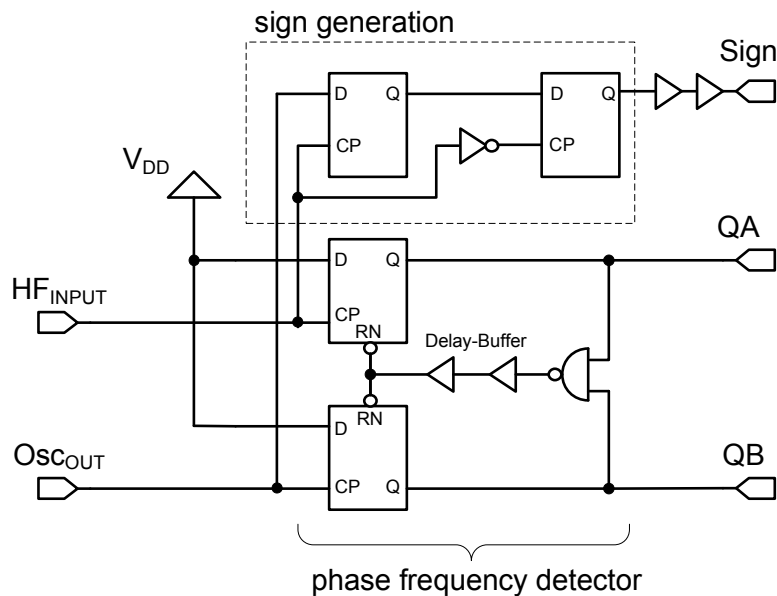 sign generation
Sign
D Q D Q
CP CP
VDD
QA
D Q
HFINPUT
CP
RN
Delay-Buffer
RN
D
OscOUT
QB
CP Q
phase frequency detector